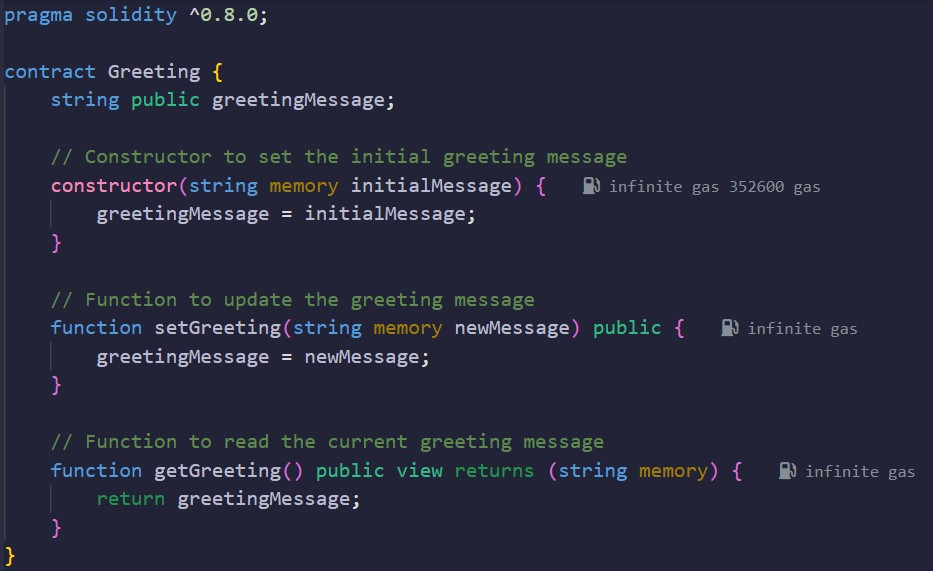 pragma solidity ^0.8.0;
contract Greeting {
string public greetingMessage;
// Constructor to set the initial greeting message
constructor(string memory initialMessage) { infinite gas 352600 gas
greetingMessage = initialMessage;
}
// Function to update the greeting message
function setGreeting(string memory newMessage) public { infinite gas
greetingMessage = newMessage;
}
// Function to read the current greeting message
function getGreeting() public view returns (string memory) { infinite gas
return greetingMessage;
}
}